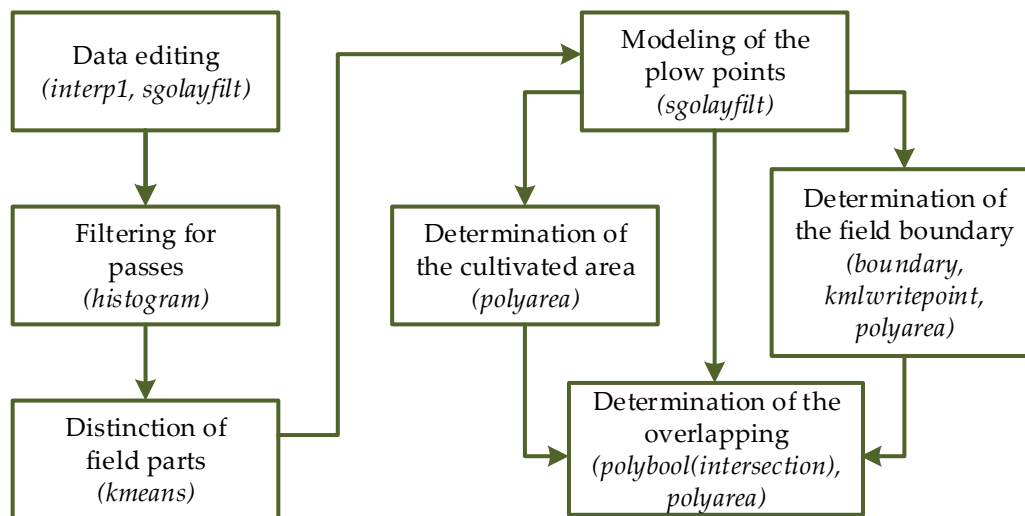 Data editing
(interp1, sgolayfilt)
Filtering for
passes
(histogram)
Distinction of
field parts
(kmeans)
Modeling of the
plow points
(sgolayfilt)
Determination of
the cultivated area
(polyarea)
Determination of
the field boundary
(boundary,
kmlwritepoint,
polyarea)
Determination of the
overlapping
(polybool(intersection),
polyarea)